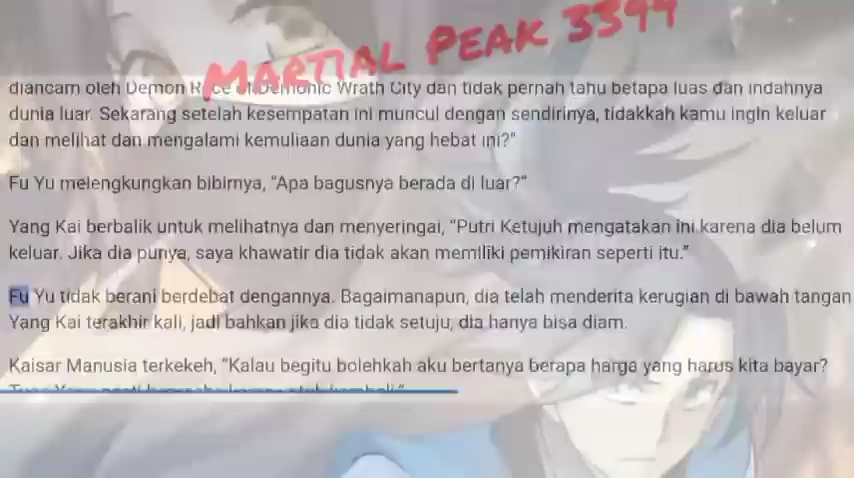 MARTIAL PEAK 3394
diancam oleh Demon Race of Demonic Wrath City dan tidak pernah tahu betapa luas dan indahnya
dunia luar. Sekarang setelah kesempatan ini muncul dengan sendirinya, tidakkah kamu ingin keluar
dan melihat dan mengalami kemuliaan dunia yang hebat ini?"
Fu Yu melengkungkan bibirnya, "Apa bagusnya berada di luar?"
Yang Kai berbalik untuk melihatnya dan menyeringai, "Putri Ketujuh mengatakan ini karena dia belum
keluar. Jika dia punya, saya khawatir dia tidak akan memiliki pemikiran seperti itu."
Fu Yu tidak berani berdebat dengannya. Bagaimanapun, dia telah menderita kerugian di bawah tangan
Yang Kai terakhir kali, jadi bahkan jika dia tidak setuju, dia hanya bisa diam.
Kaisar Manusia terkekeh, "Kalau begitu bolehkah aku bertanya berapa harga yang harus kita bayar?